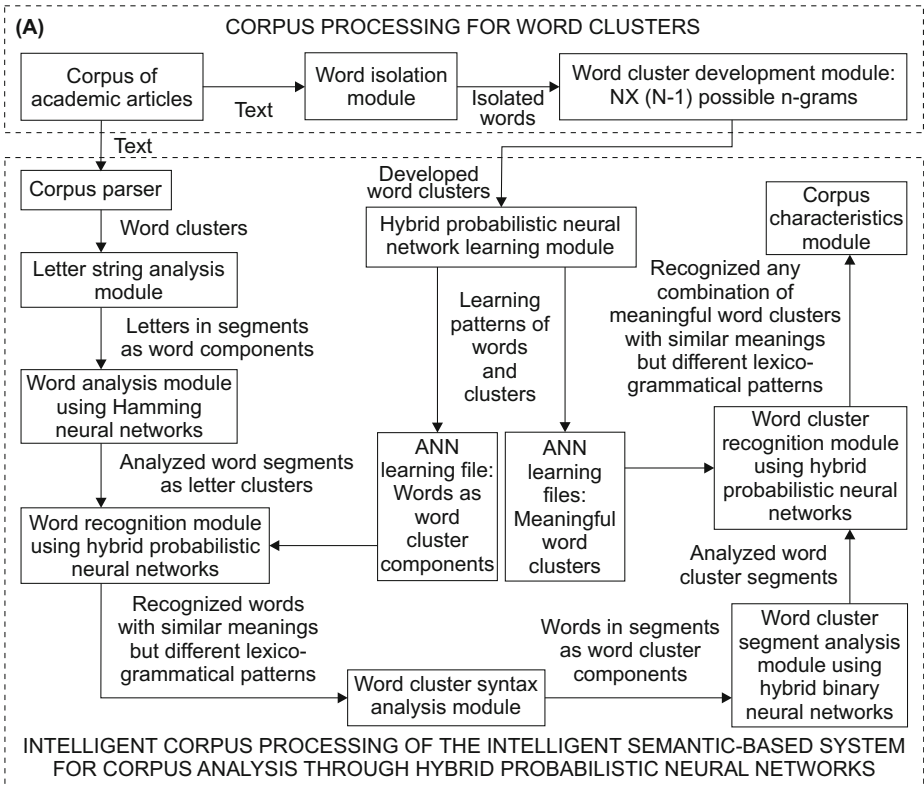 (A) CORPUS PROCESSING FOR WORD CLUSTERS
Corpus of
academic articles
Text
Word isolation
module
Isolated
words
Word cluster development module:
NX (N-1) possible n-grams
Text
Corpus parser
Word clusters
Letter string analysis
module
Letters in segments
as word components
Word analysis module
using Hamming
neural networks
Analyzed word segments
as letter clusters
Word recognition module
using hybrid probabilistic
neural networks
Recognized words
with similar meanings
but different lexico-
grammatical patterns
Developed
word clusters
Hybrid probabilistic neural
network learning module
Learning
patterns of
words
and
clusters
ANN
learning file:
Words as
word
cluster
components
ANN
learning
files:
Meaningful
word
clusters
Word cluster syntax
analysis module
Words in segments
as word cluster
components
Corpus
characteristics
module
Recognized any
combination of
meaningful word clusters
with similar meanings
but different lexico-
grammatical patterns
Word cluster
recognition module
using hybrid
probabilistic neural
networks
Analyzed word
cluster segments
Word cluster
segment analysis
module using
hybrid binary
neural networks
INTELLIGENT CORPUS PROCESSING OF THE INTELLIGENT SEMANTIC-BASED SYSTEM
FOR CORPUS ANALYSIS THROUGH HYBRID PROBABILISTIC NEURAL NETWORKS